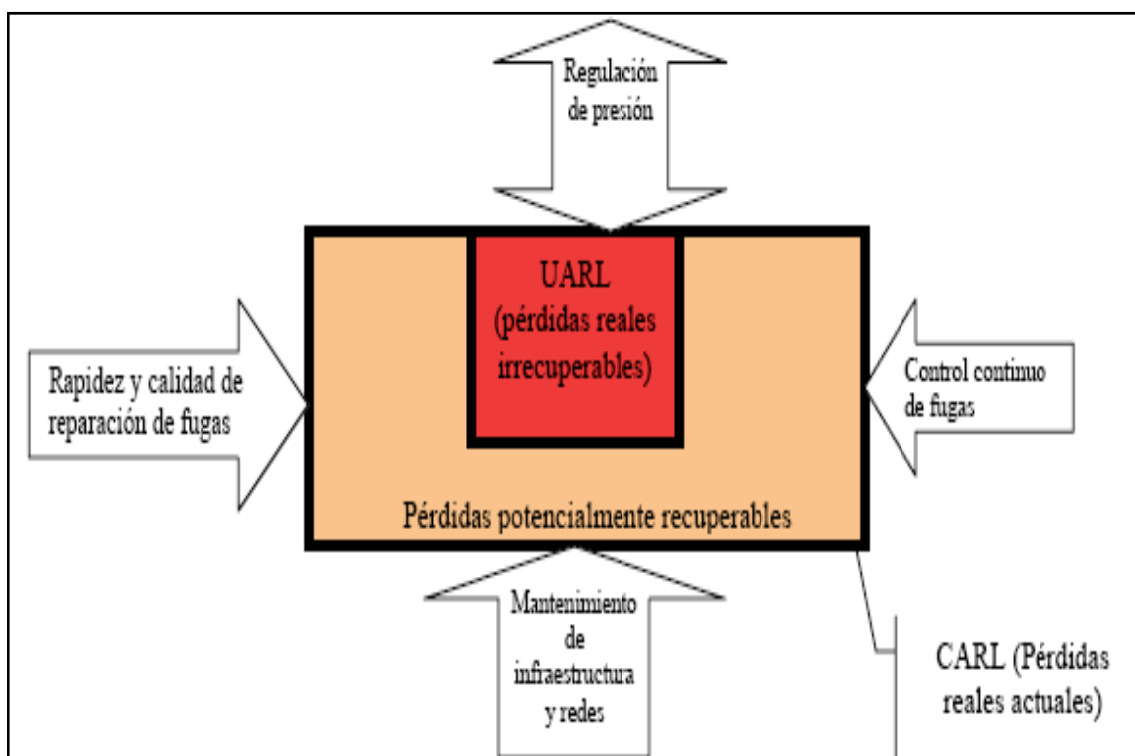 Regulación
de presión
UARL
(pérdidas reales
irrecuperables)
Rapidez y calidad de
reparación de fugas
Control continuo
de fugas
Pérdidas potencialmente recuperables
Mantenimiento
de
infraestructura
y redes
CARL (Pérdidas
reales actuales)